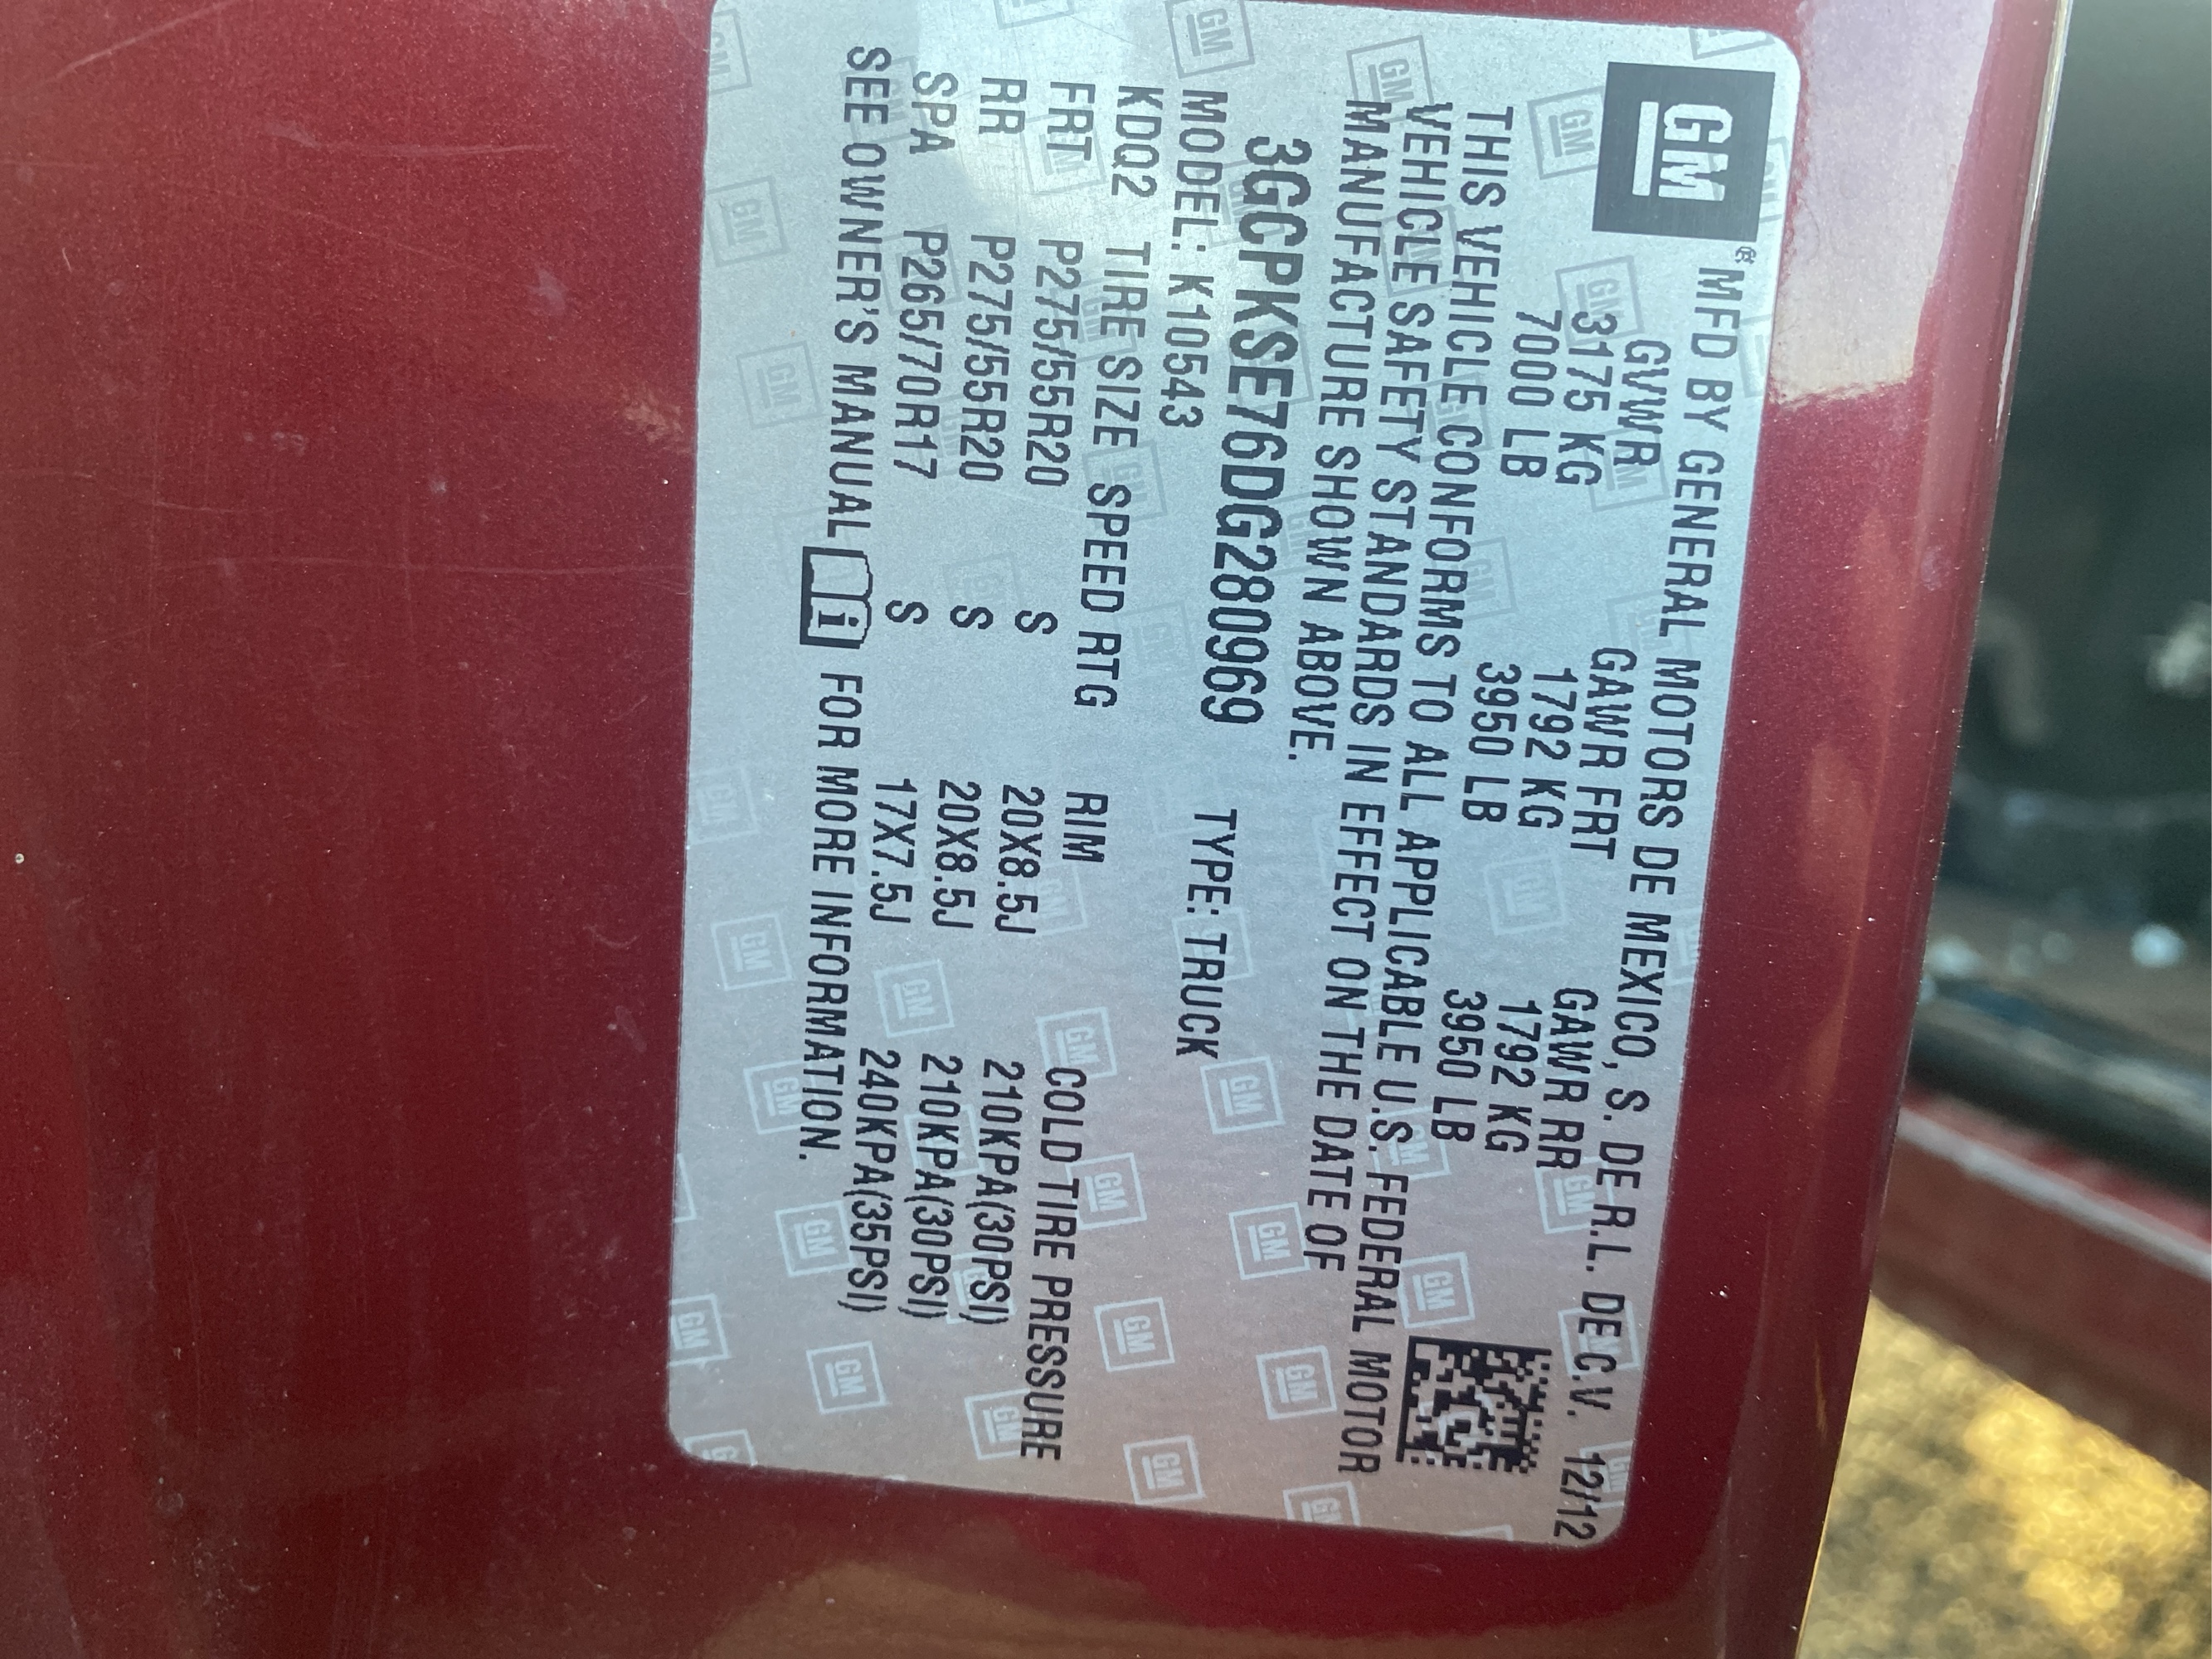 GM® MFD BY GENERAL MOTORS DE MEXICO, S. DE R.L. DE C.V. 12/12
GVWR GAWR FRT GAWR RR
3175 KG 1792 KG 1792 KG
7000 LB 3950 LB 3950 LB
THIS VEHICLE CONFORMS TO ALL APPLICABLE U.S. FEDERAL MOTOR
VEHICLE SAFETY STANDARDS IN EFFECT ON THE DATE OF
MANUFACTURE SHOWN ABOVE.
3GCPKSE76DG280969 TYPE: TRUCK
MODEL: K10543
KDQ2 TIRE SIZE SPEED RTG RIM COLD TIRE PRESSURE
FRT P275/55R20 S 20X8.5J 210KPA(30PSI)
RR P275/55R20 S 20X8.5J 210KPA(30PSI)
SPA P265/70R17 S 17X7.5J 240KPA(35PSI)
SEE OWNER'S MANUAL i FOR MORE INFORMATION.